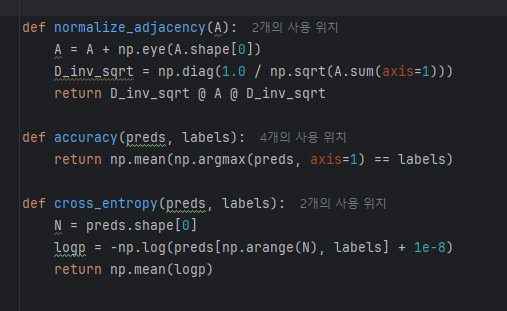 def normalize_adjacency(A): 2개의 사용 위치
    A = A + np.eye(A.shape[0])
    D_inv_sqrt = np.diag(1.0 / np.sqrt(A.sum(axis=1)))
    return D_inv_sqrt @ A @ D_inv_sqrt
def accuracy(preds, labels): 4개의 사용 위치
    return np.mean(np.argmax(preds, axis=1) == labels)
def cross_entropy(preds, labels): 2개의 사용 위치
    N = preds.shape[0]
    logp = -np.log(preds[np.arange(N), labels] + 1e-8)
    return np.mean(logp)